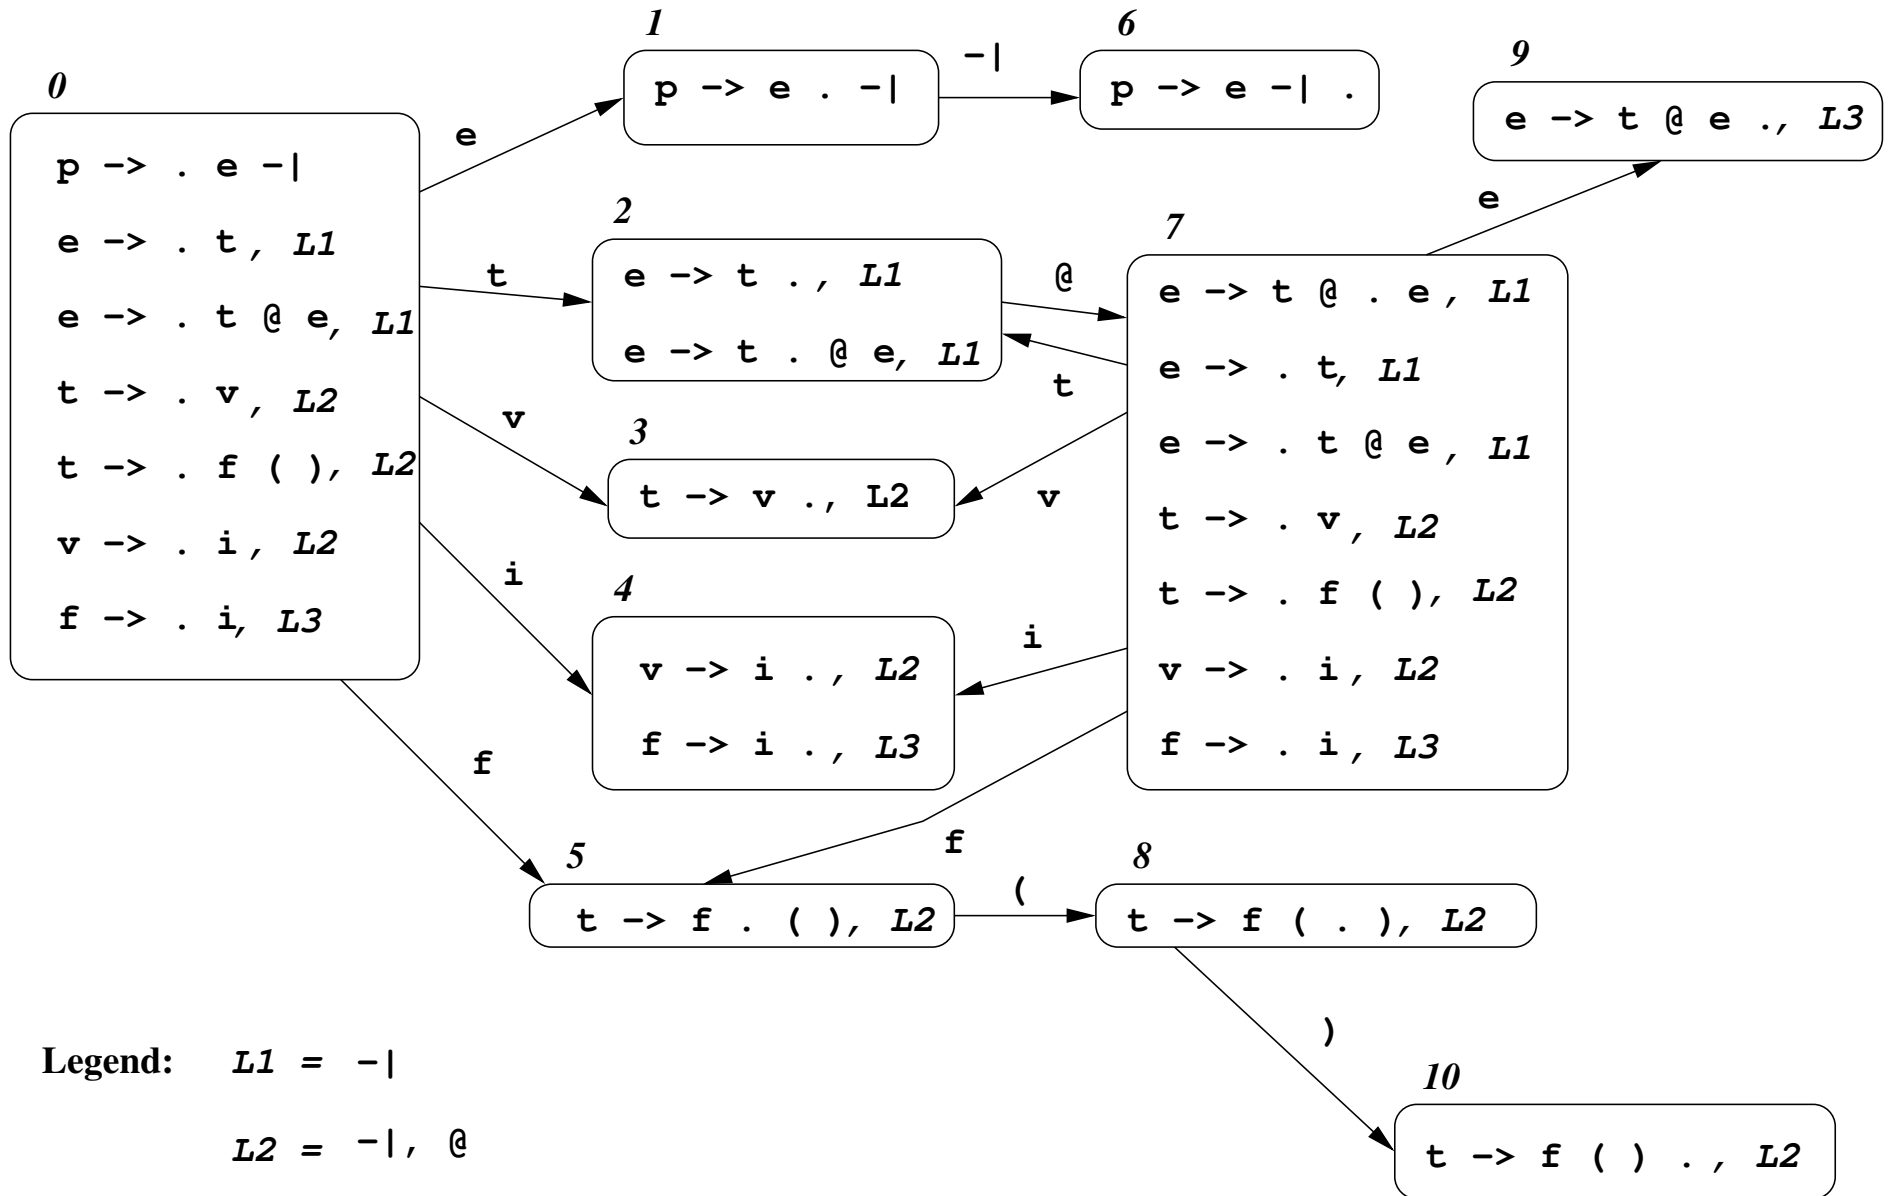 0
p -> . e -|
e -> . t, L1
e -> . t @ e, L1
t -> . v, L2
t -> . f ( ), L2
v -> . i, L2
f -> . i, L3
e
t
v
i
f
1
p -> e . -|
-|
6
p -> e -| .
2
e -> t ., L1
e -> t . @ e, L1
@
t
3
t -> v ., L2
v
4
v -> i ., L2
f -> i ., L3
i
f
5
t -> f . ( ), L2
(
8
t -> f ( . ), L2
)
10
t -> f ( ) ., L2
7
e -> t @ . e, L1
e -> . t, L1
e -> . t @ e, L1
t -> . v, L2
t -> . f ( ), L2
v -> . i, L2
f -> . i, L3
e
9
e -> t @ e ., L3
Legend: L1 = -|
L2 = -|, @